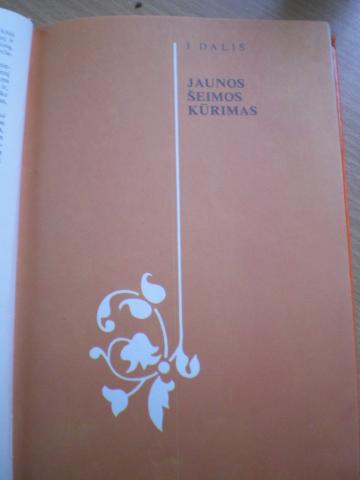 I DALIS
JAUNOS
ŠEIMOS
KŪRIMAS